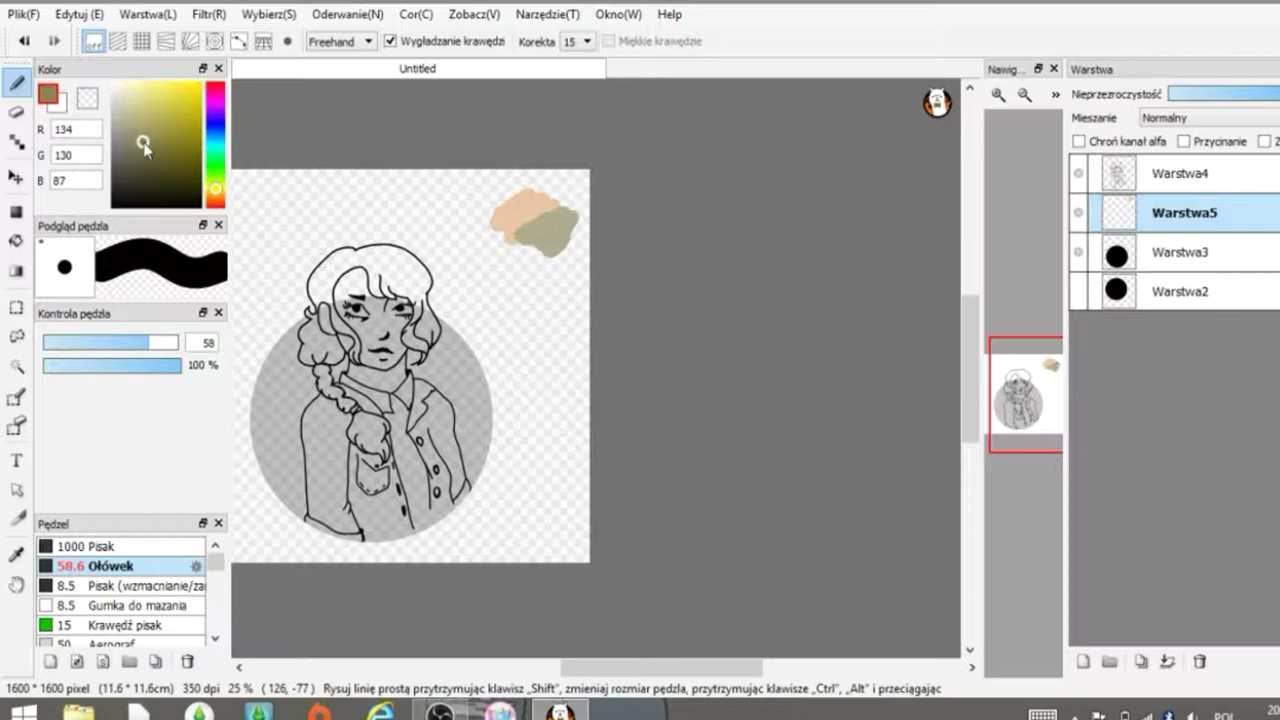 Plik(F) Edytuj (E) Warstwa(L) Filtr(R) Wybierz(S) Oderwanie(N) Cor(C) Zobacz(V) Narzędzie(T) Okno(W) Help
off Freehand Wygładzanie krawędzi Korekta 15 Miękkie krawędzie
Kolor
Untitled
Nawig...
Warstwa
R 134
G 130
B 87
Nieprzezroczystość
Mieszanie Normalny
Chroń kanał alfa Przycinanie
Warstwa4
Warstwa5
Warstwa3
Warstwa2
Podgląd pędzla
Kontrola pędzla
58
100 %
Pędzel
1000 Pisak
58.6 Ołówek
8.5 Pisak (wzmacnianie/za
8.5 Gumka do mazania
15 Krawędź pisak
50 Aerograf
T
1600 * 1600 pixel (11.6 * 11.6cm) 350 dpi 25 % ( 126, -77) Rysuj linię prostą przytrzymując klawisz „Shift", zmieniaj rozmiar pędzla, przytrzymując klawisze „Ctrl", „Alt" i przeciągając
POL
20